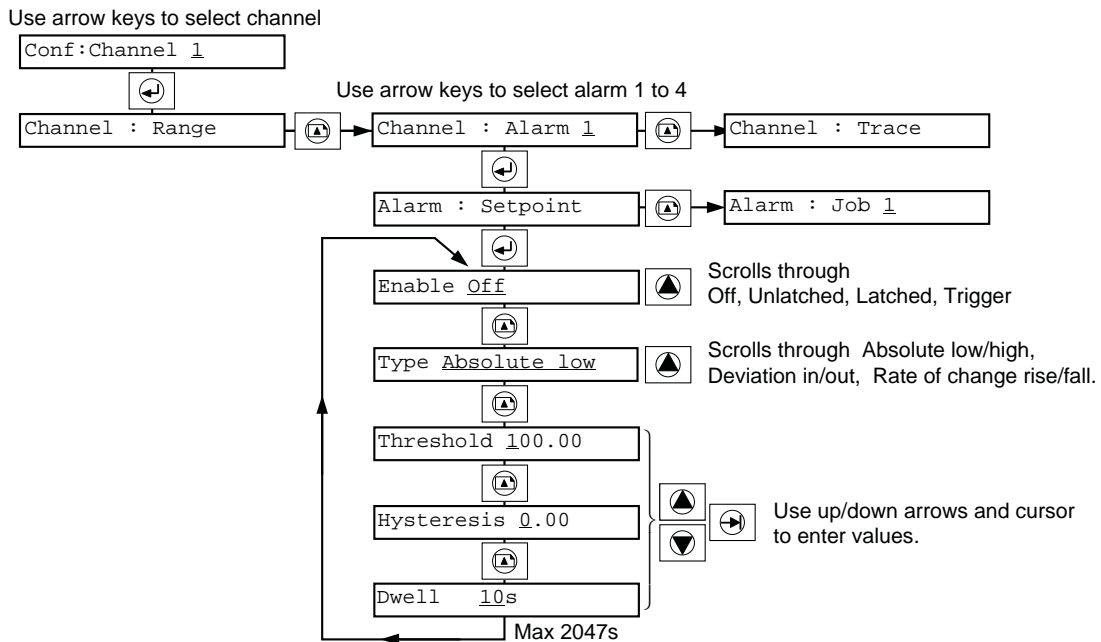 Use arrow keys to select channel
Conf:Channel 1
Use arrow keys to select alarm 1 to 4
Channel : Range
Channel : Alarm 1
Channel : Trace
Alarm : Setpoint
Alarm : Job 1
Enable Off
Scrolls through
Off, Unlatched, Latched, Trigger
Type Absolute low
Scrolls through Absolute low/high,
Deviation in/out, Rate of change rise/fall.
Threshold 100.00
Hysteresis 0.00
Use up/down arrows and cursor
to enter values.
Dwell 10s
Max 2047s